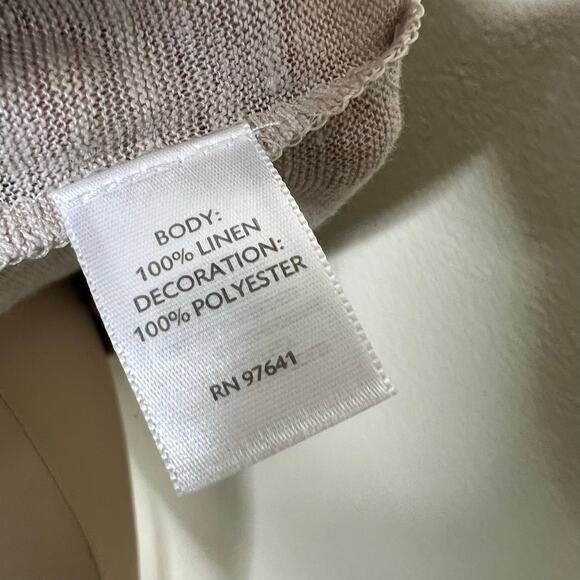 BODY:
100% LINEN
DECORATION:
100% POLYESTER
RN 97641